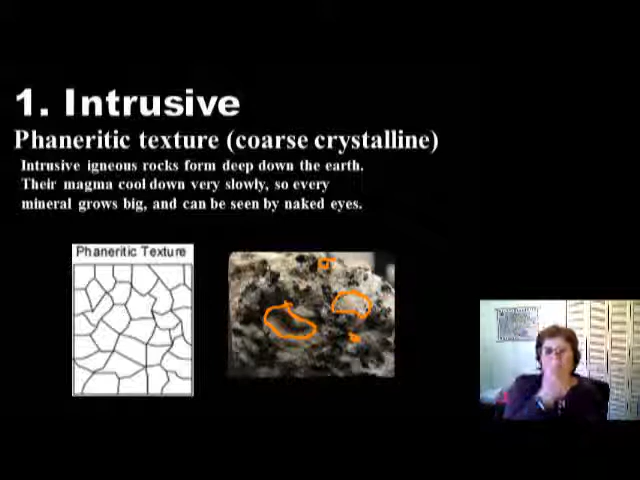 1. Intrusive
Phaneritic texture (coarse crystalline)
Intrusive igneous rocks form deep down the earth.
Their magma cool down very slowly, so every
mineral grows big, and can be seen by naked eyes.
Phaneritic Texture